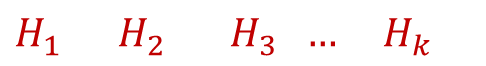 H₁ H₂ H₃ … Hₖ